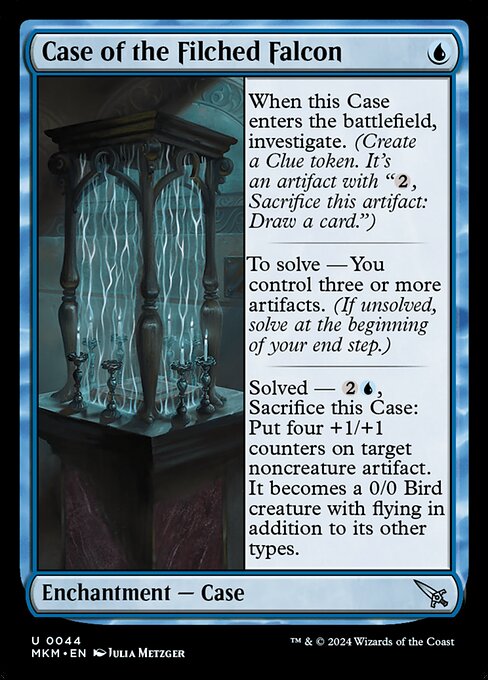 Case of the Filched Falcon
When this Case
enters the battlefield,
investigate. (Create
a Clue token. It's
an artifact with “2,
Sacrifice this artifact:
Draw a card.”)
To solve — You
control three or more
artifacts. (If unsolved,
solve at the beginning
of your end step.)
Solved — 2,
Sacrifice this Case:
Put four +1/+1
counters on target
noncreature artifact.
It becomes a 0/0 Bird
creature with flying in
addition to its other
types.
Enchantment — Case
U 0044
MKM • EN Julia Metzger
™ & © 2024 Wizards of the Coast